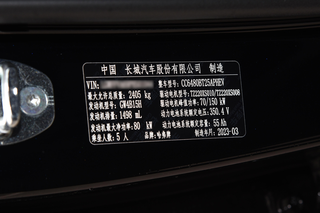 中国 长城汽车股份有限公司 制造
VIN: 整车型号: CC6480BT25APHEV
最大允许总质量: 2405 kg 驱动电机型号: TZ220XS010/TZ220XS008
发动机型号: GW4B15H 驱动电机峰值功率: 70/150 kW
发动机排量: 1498 mL 动力电池系统额定电压: 350.4 V
发动机最大净功率: 80 kW 动力电池系统额定容量: 55 Ah
乘坐人数: 5 人 品牌: 哈弗牌 制造年月: 2023-03